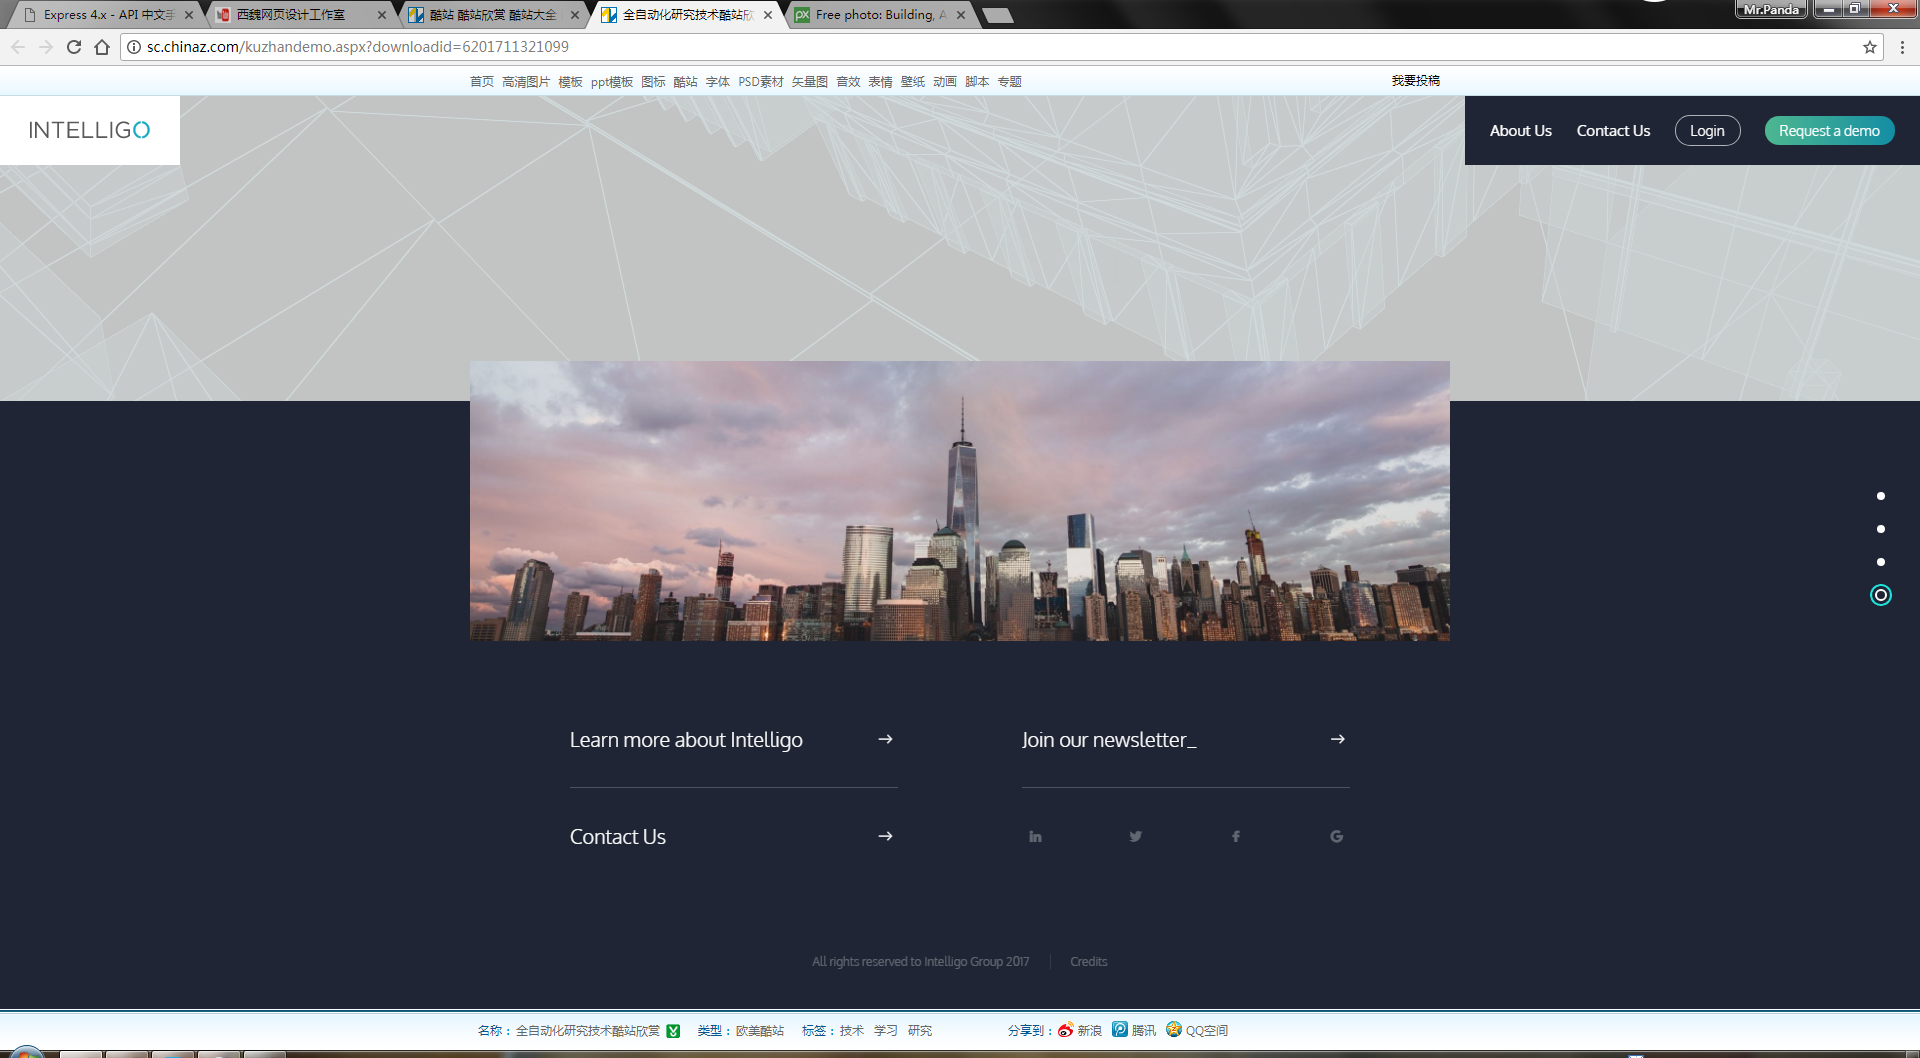 Express 4.x - API 中文手
西魏网页设计工作室
酷站 酷站欣赏 酷站大全
全自动化研究技术酷站欣
Free photo: Building, A
Mr.Panda
sc.chinaz.com/kuzhandemo.aspx?downloadid=6201711321099
首页 高清图片 模板 ppt模板 图标 酷站 字体 PSD素材 矢量图 音效 表情 壁纸 动画 脚本 专题
我要投稿
INTELLIGO
About Us Contact Us Login Request a demo
Learn more about Intelligo
Join our newsletter_
Contact Us
All rights reserved to Intelligo Group 2017 | Credits
名称： 全自动化研究技术酷站欣赏 类型： 欧美酷站 标签： 技术 学习 研究 分享到： 新浪 腾讯 QQ空间